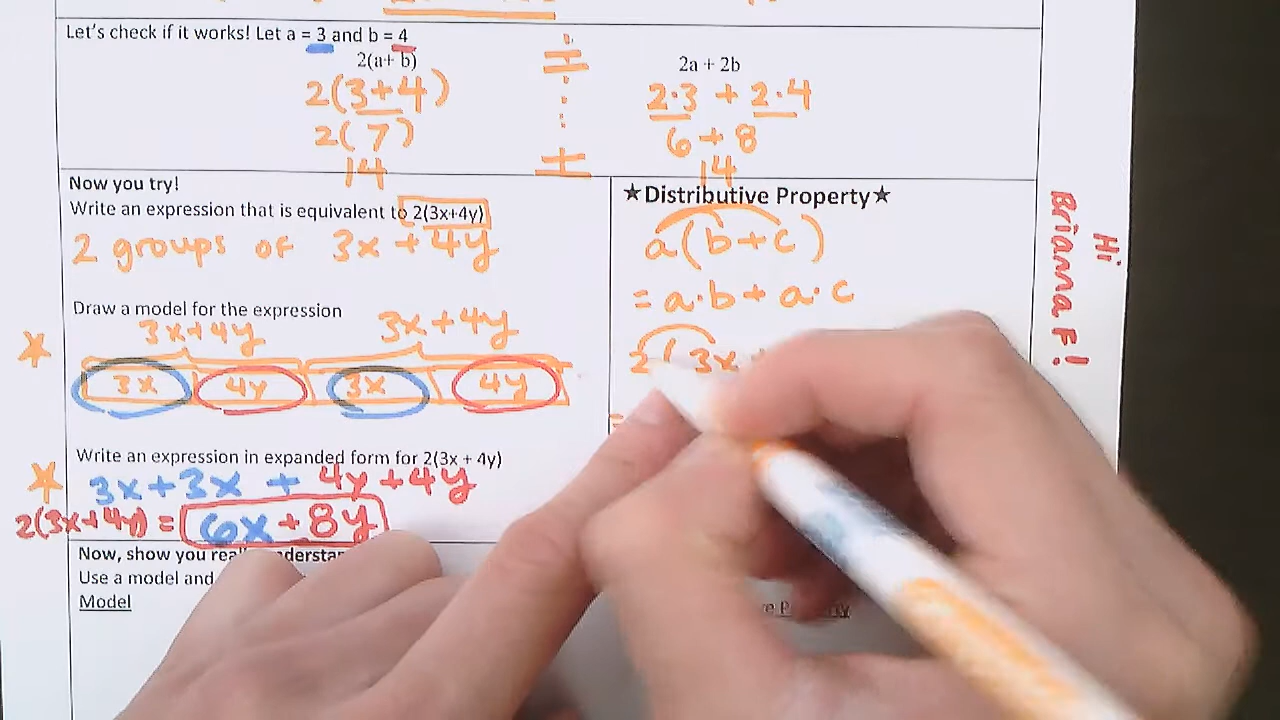 Let's check if it works! Let a = 3 and b = 4
2(a+ b)
=
2a + 2b
2(3+4)
2·3 + 2·4
2(7)
6+8
14
=
14
Now you try!
Write an expression that is equivalent to 2(3x+4y)
2 groups of 3x+4y
Draw a model for the expression
3x+4y 3x+4y
3x 4y 3x 4y
Write an expression in expanded form for 2(3x + 4y)
3x+3x + 4y+4y
2(3x+4y) = 6x+8y
★Distributive Property★
a(b+c)
= a·b+a·c
2(3x
=
Now, show you
Use a model and
Model
Hi
Brianna F!